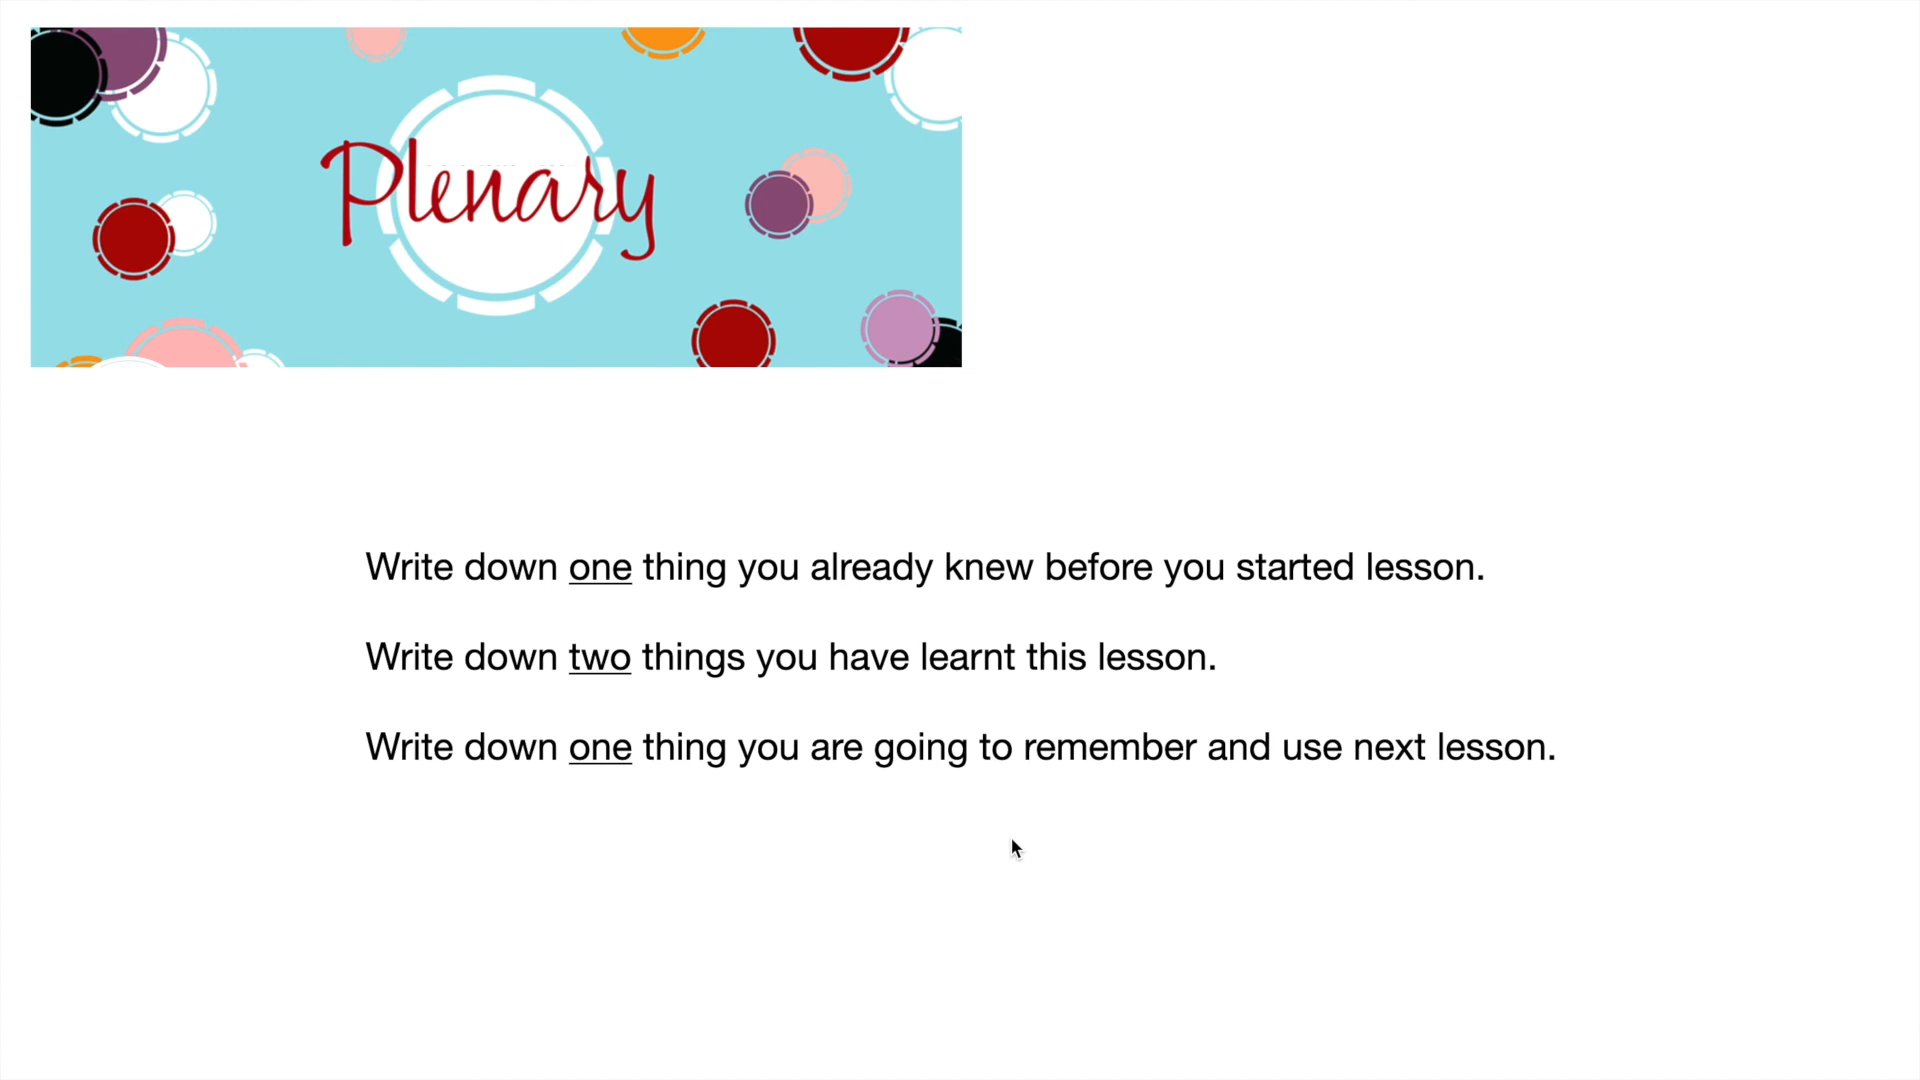 Plenary
Write down one thing you already knew before you started lesson.
Write down two things you have learnt this lesson.
Write down one thing you are going to remember and use next lesson.